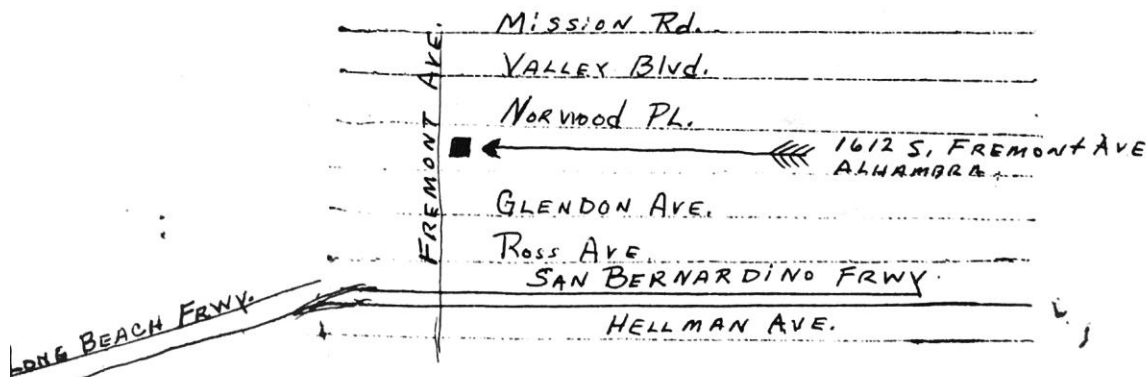 Mission Rd.
VALLEY Blvd.
FREMONT AVE.
Norwood PL.
1612 S. FREMONT AVE
ALHAMBRA.
GLENDON AVE.
Ross AVE.
SAN BERNARDINO FRWY
LONG BEACH FRWY.
HELLMAN AVE.